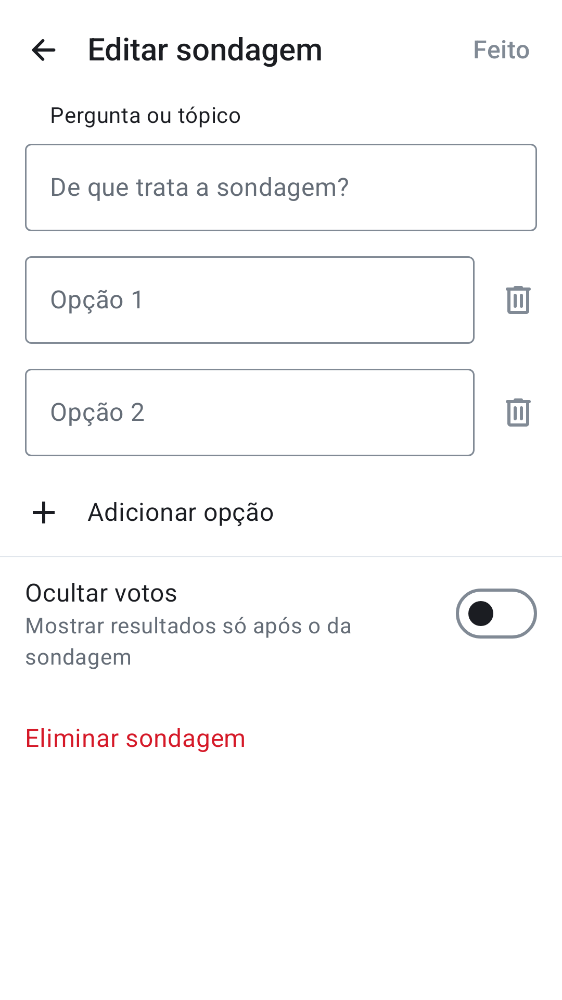 Editar sondagem
Feito
Pergunta ou tópico
De que trata a sondagem?
Opção 1
Opção 2
Adicionar opção
Ocultar votos
Mostrar resultados só após o da
sondagem
Eliminar sondagem